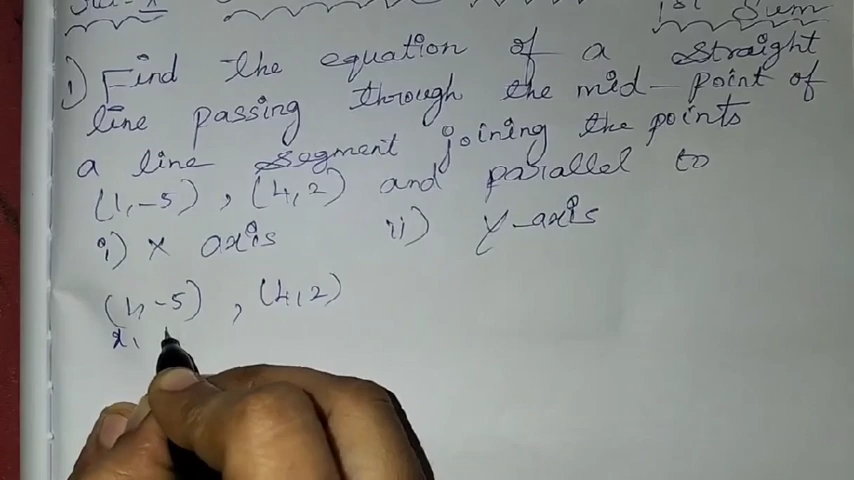 1st Sum
1) Find the equation of a straight
line passing through the mid-point of
a line segment joining the points
(1,-5), (4,2) and parallel to
i) X axis ii) Y-axis
(1,-5), (4,2)
x₁